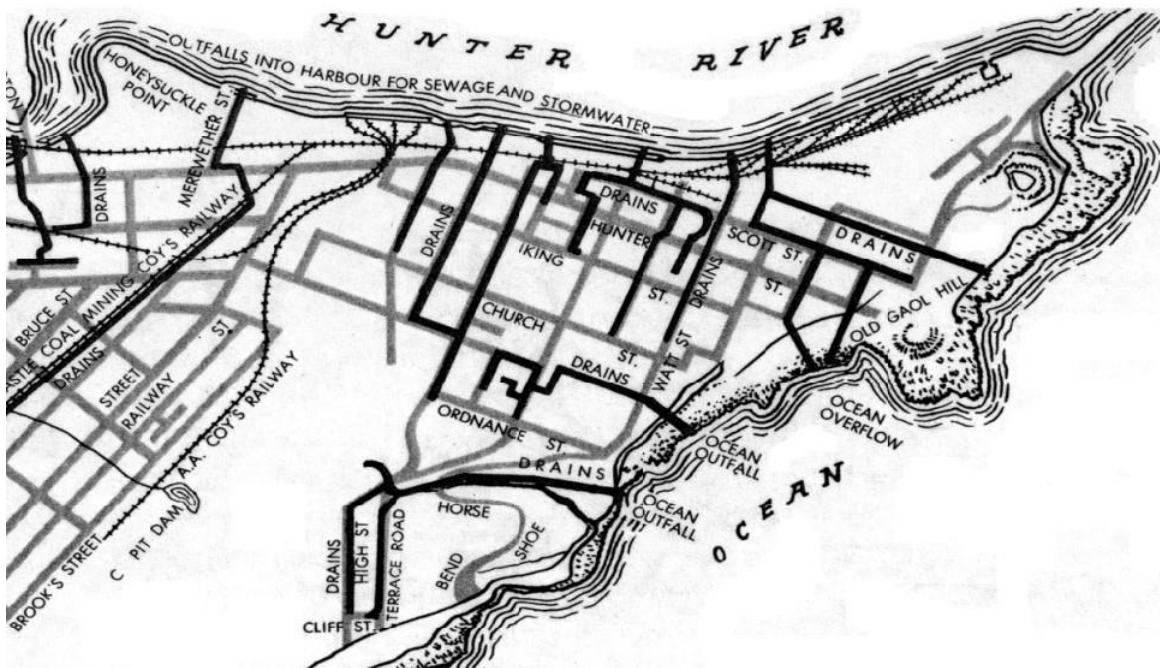 HUNTER RIVER
OUTFALLS INTO HARBOUR FOR SEWAGE AND STORMWATER
HONEYSUCKLE
POINT
TON
MEREWETHER ST.
DRAINS
DRAINS
DRAINS
HUNTER
ST.
IKING
ST.
SCOTT ST.
DRAINS
DRAINS
CHURCH
ST.
WATT ST
OLD GAOL HILL
BRUCE ST
ASTLE COAL MINING COY'S RAILWAY
DRAINS
STREET
RAILWAY
ST.
A.A. COY'S RAILWAY
DRAINS
ORDNANCE ST.
DRAINS
OCEAN
OVERFLOW
OCEAN
OUTFALL
OCEAN
OUTFALL
OCEAN
PIT DAM
C
BROOK'S STREET
HORSE
SHOE
BEND
DRAINS
HIGH ST
TERRACE ROAD
CLIFF ST.